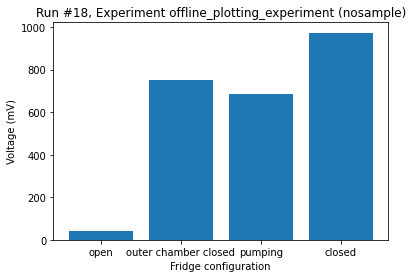 Run #18, Experiment offline_plotting_experiment (nosample)
1000
800
600
400
200
0
Voltage (mV)
open
outer chamber closed
pumping
closed
Fridge configuration